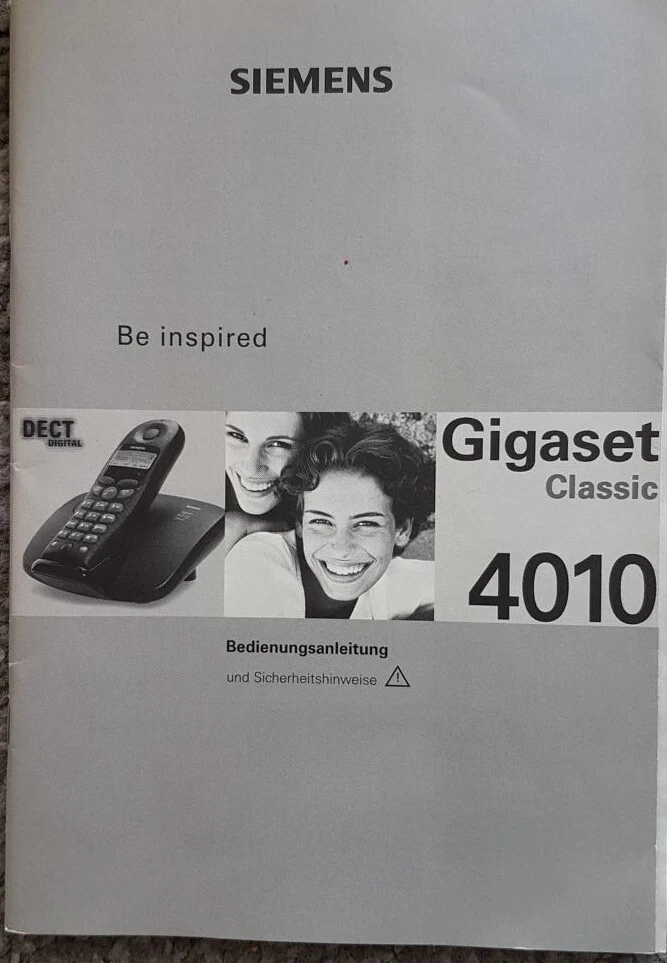 SIEMENS
Be inspired
DECT
DIGITAL
Gigaset
Classic
4010
Bedienungsanleitung
und Sicherheitshinweise